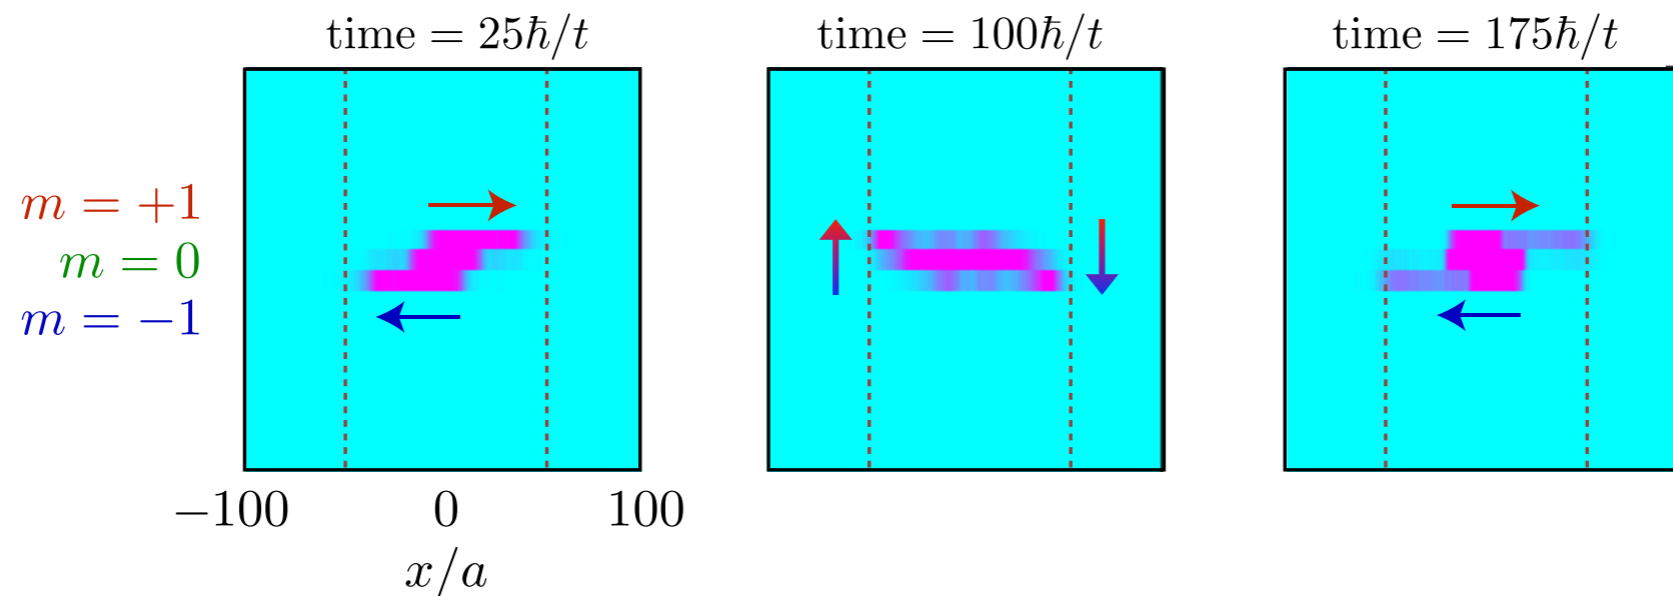 time = 25ħ/t
time = 100ħ/t
time = 175ħ/t
m = +1
m = 0
m = −1
−100 0 100
x/a